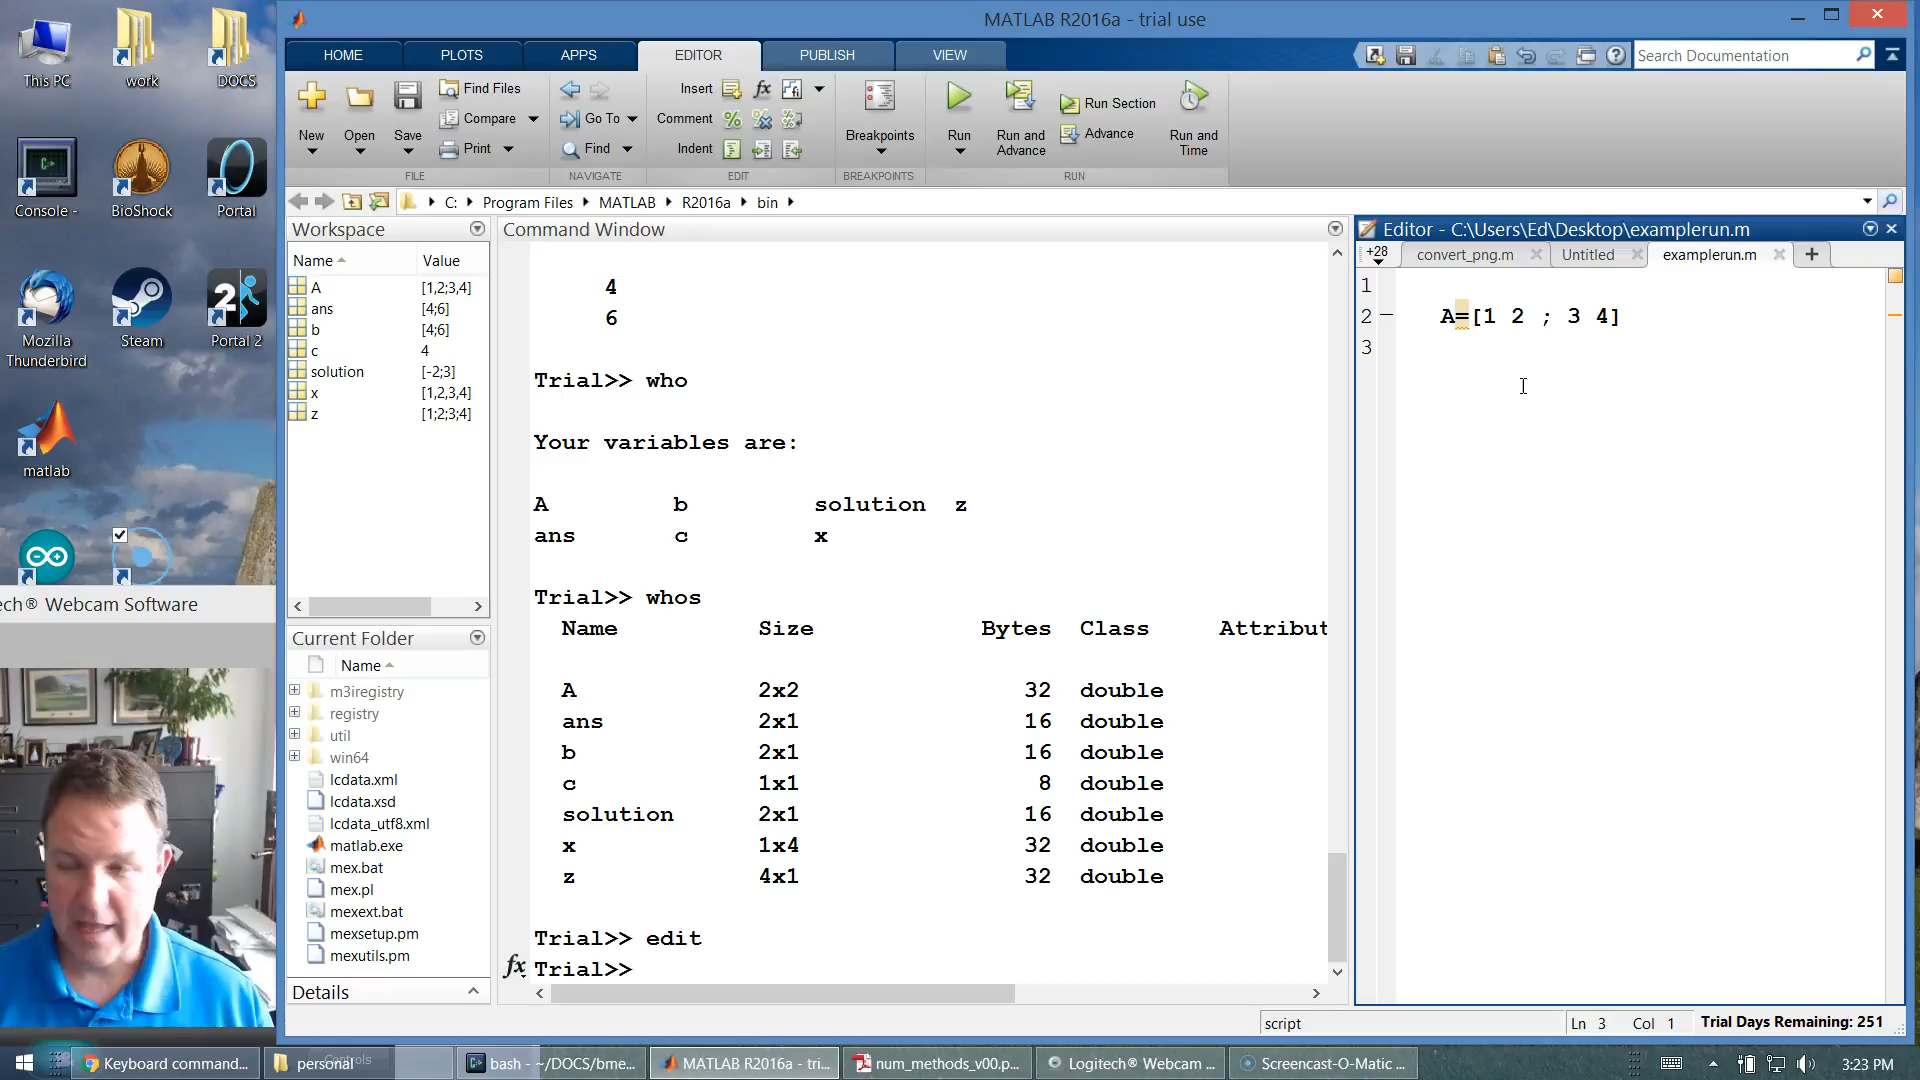 This PC
work
DOCS
Console -
BioShock
Portal
Mozilla
Thunderbird
Steam
Portal 2
matlab
ech® Webcam Software
MATLAB R2016a - trial use
HOME
PLOTS
APPS
EDITOR
PUBLISH
VIEW
Search Documentation
New
Open
Save
Find Files
Compare
Print
Go To
Find
Insert
Comment
Indent
Breakpoints
Run
Run and
Advance
Run Section
Advance
Run and
Time
FILE
NAVIGATE
EDIT
BREAKPOINTS
RUN
C:
Program Files
MATLAB
R2016a
bin
Workspace
Name Value
A [1,2;3,4]
ans [4;6]
b [4;6]
c 4
solution [-2;3]
x [1,2,3,4]
z [1;2;3;4]
Current Folder
Name
m3iregistry
registry
util
win64
lcdata.xml
lcdata.xsd
lcdata_utf8.xml
matlab.exe
mex.bat
mex.pl
mexext.bat
mexsetup.pm
mexutils.pm
Details
Command Window
4
6
Trial>> who
Your variables are:
A b solution z
ans c x
Trial>> whos
Name Size Bytes Class Attribut
A 2x2 32 double
ans 2x1 16 double
b 2x1 16 double
c 1x1 8 double
solution 2x1 16 double
x 1x4 32 double
z 4x1 32 double
Trial>> edit
fx Trial>>
Editor - C:\Users\Ed\Desktop\examplerun.m
+28
convert_png.m
Untitled
examplerun.m
1
2 – A=[1 2 ; 3 4]
3
script
Ln 3 Col 1
Trial Days Remaining: 251
Keyboard command...
personal
Controls
bash - ~/DOCS/bme...
MATLAB R2016a - tri...
num_methods_v00.p...
Logitech® Webcam ...
Screencast-O-Matic ...
3:23 PM